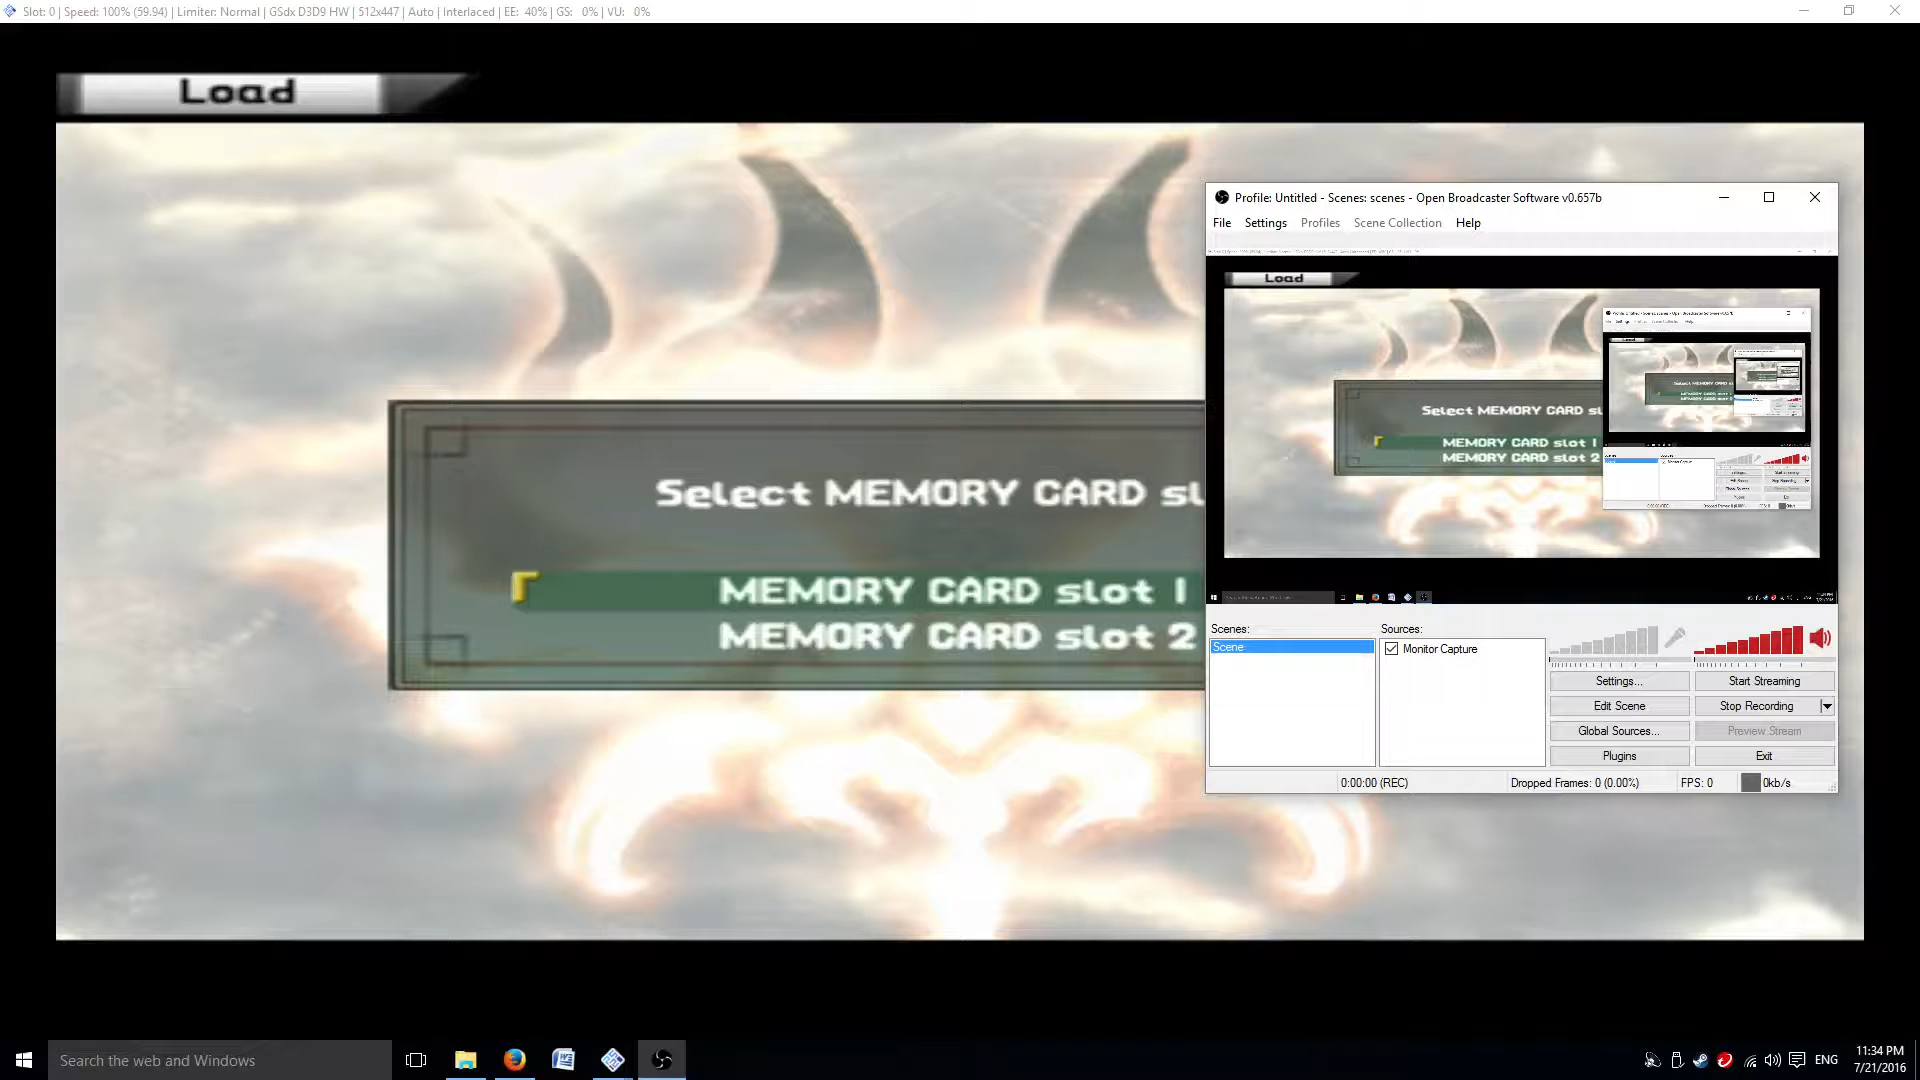 Slot: 0 | Speed: 100% (59.94) | Limiter: Normal | GSdx D3D9 HW | 512x447 | Auto | Interlaced | EE: 40% | GS: 0% | VU: 0%
Load
Select MEMORY CARD sl
MEMORY CARD slot 1
MEMORY CARD slot 2
Profile: Untitled - Scenes: scenes - Open Broadcaster Software v0.657b
File Settings Profiles Scene Collection Help
Load
Select MEMORY CARD sl
MEMORY CARD slot 1
MEMORY CARD slot 2
Scenes:
Scene
Sources:
Monitor Capture
Settings...
Start Streaming
Edit Scene
Stop Recording
Global Sources...
Preview Stream
Plugins
Exit
0:00:00 (REC)
Dropped Frames: 0 (0.00%)
FPS: 0
0kb/s
Search the web and Windows
ENG
11:34 PM
7/21/2016